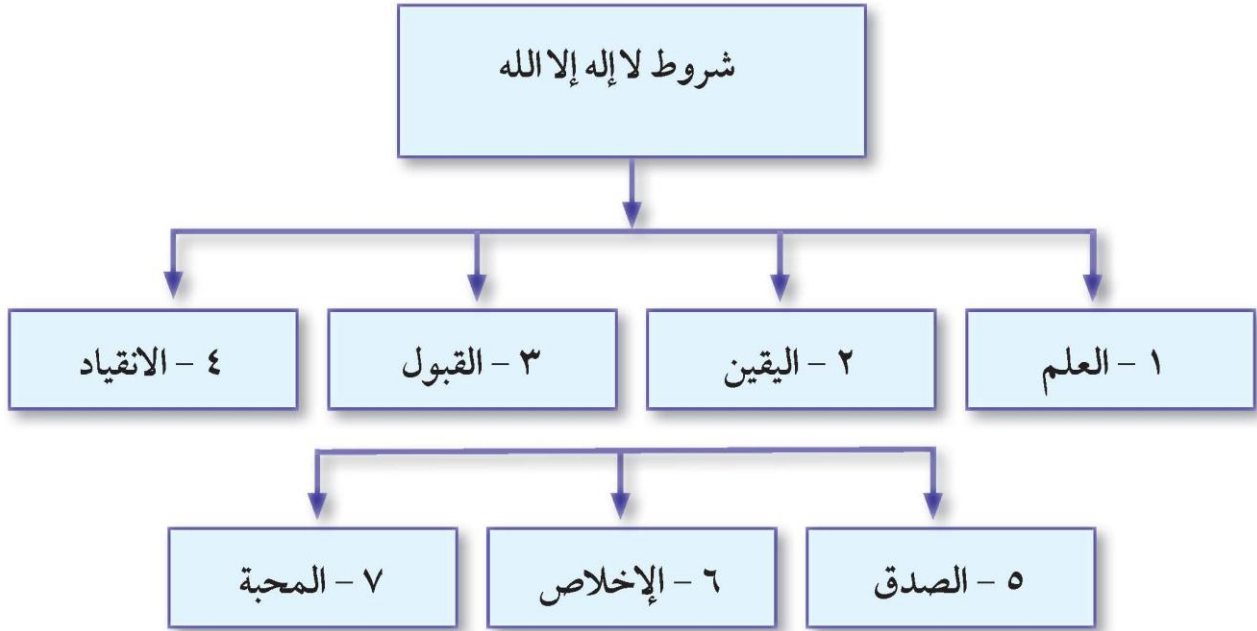 شروط لا إله إلا الله
١ - العلم
٢ - اليقين
٣ - القبول
٤ - الانقياد
٥ - الصدق
٦ - الإخلاص
٧ - المحبة